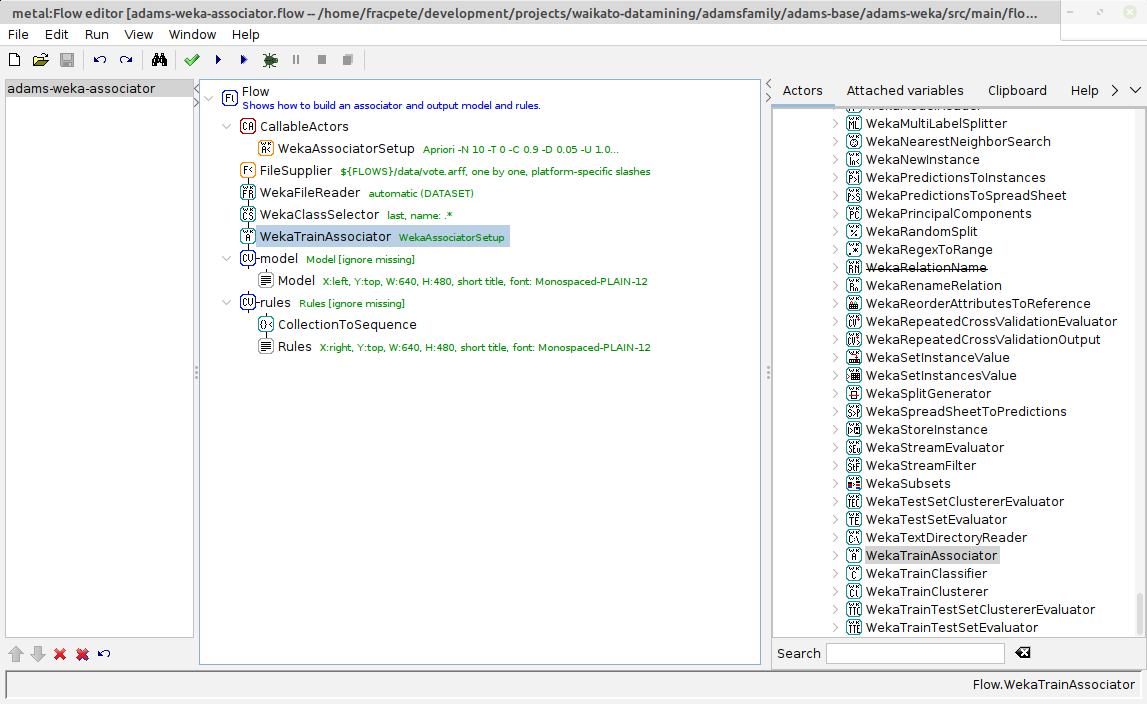 metal:Flow editor [adams-weka-associator.flow -- /home/fracpete/development/projects/waikato-datamining/adamsfamily/adams-base/adams-weka/src/main/flo...
File Edit Run View Window Help
adams-weka-associator
Flow
Shows how to build an associator and output model and rules.
CallableActors
WekaAssociatorSetup Apriori -N 10 -T 0 -C 0.9 -D 0.05 -U 1.0...
FileSupplier ${FLOWS}/data/vote.arff, one by one, platform-specific slashes
WekaFileReader automatic (DATASET)
WekaClassSelector last, name: .*
WekaTrainAssociator WekaAssociatorSetup
model Model [ignore missing]
Model X:left, Y:top, W:640, H:480, short title, font: Monospaced-PLAIN-12
rules Rules [ignore missing]
CollectionToSequence
Rules X:right, Y:top, W:640, H:480, short title, font: Monospaced-PLAIN-12
Actors Attached variables Clipboard Help
WekaMultiLabelSplitter
WekaNearestNeighborSearch
WekaNewInstance
WekaPredictionsToInstances
WekaPredictionsToSpreadSheet
WekaPrincipalComponents
WekaRandomSplit
WekaRegexToRange
WekaRelationName
WekaRenameRelation
WekaReorderAttributesToReference
WekaRepeatedCrossValidationEvaluator
WekaRepeatedCrossValidationOutput
WekaSetInstanceValue
WekaSetInstancesValue
WekaSplitGenerator
WekaSpreadSheetToPredictions
WekaStoreInstance
WekaStreamEvaluator
WekaStreamFilter
WekaSubsets
WekaTestSetClustererEvaluator
WekaTestSetEvaluator
WekaTextDirectoryReader
WekaTrainAssociator
WekaTrainClassifier
WekaTrainClusterer
WekaTrainTestSetClustererEvaluator
WekaTrainTestSetEvaluator
Search
Flow.WekaTrainAssociator